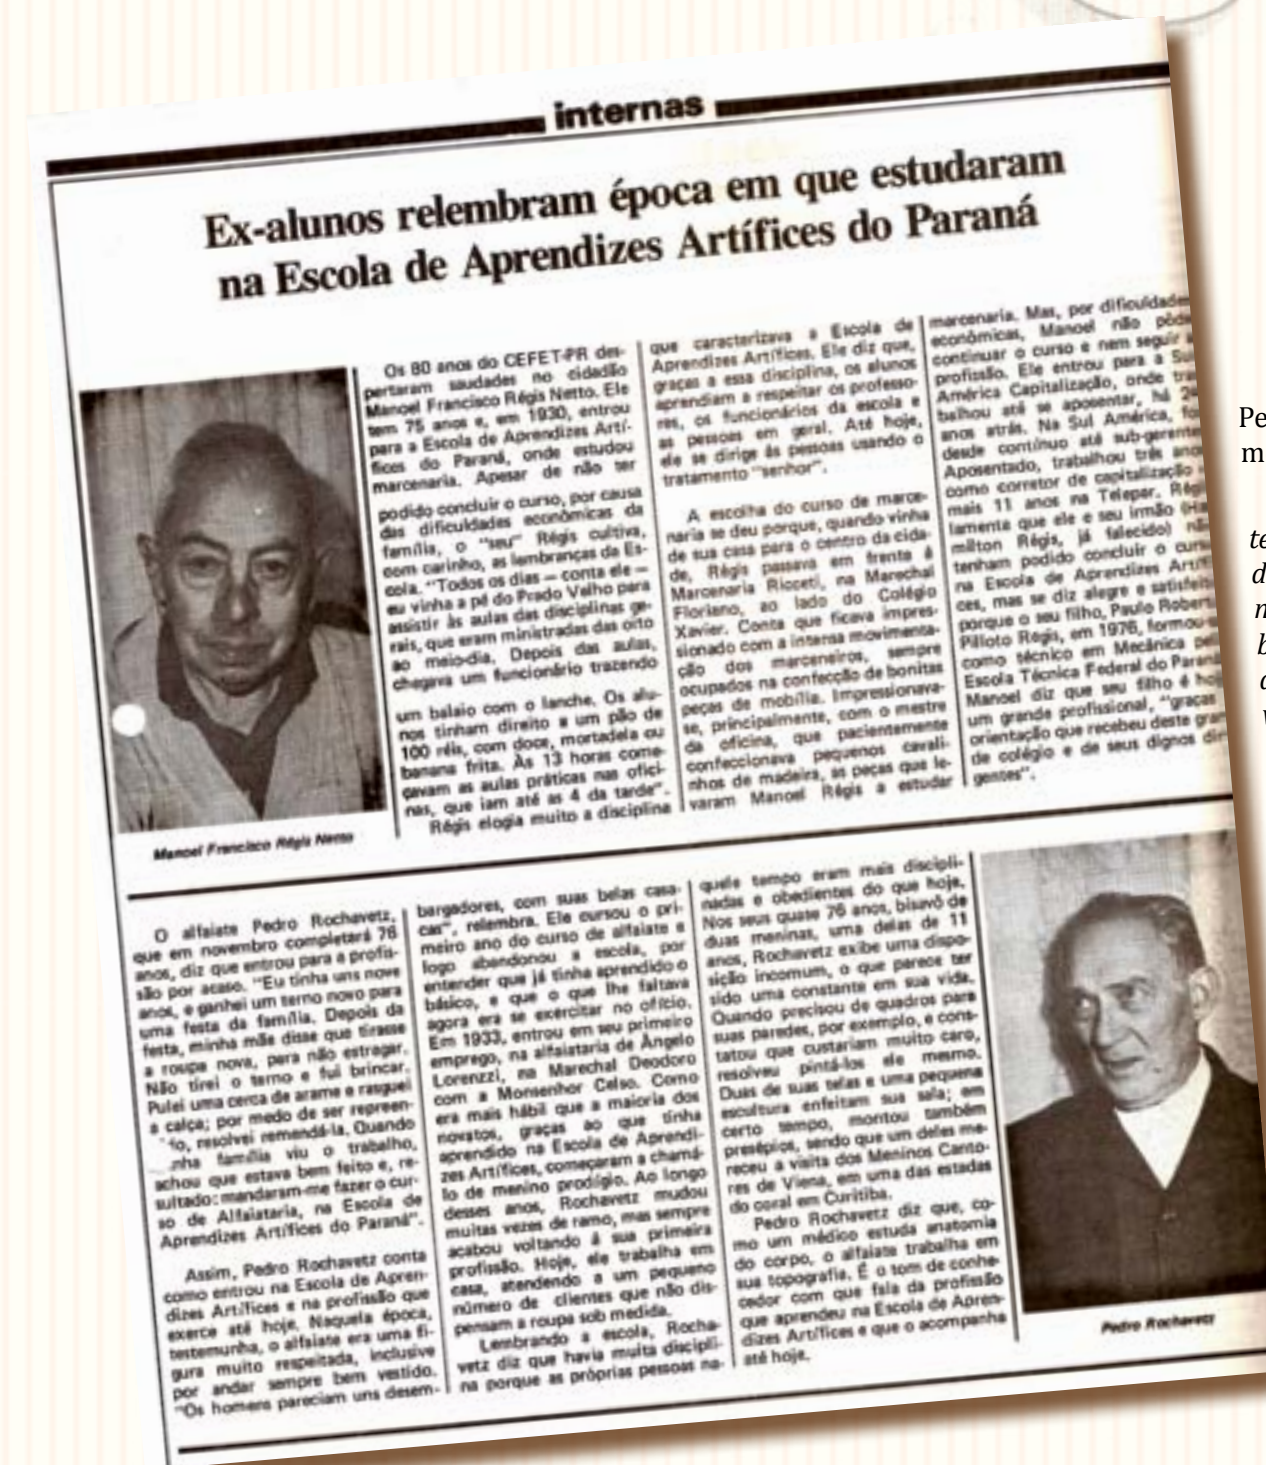 internas
Ex-alunos relembram época em que estudaram
na Escola de Aprendizes Artífices do Paraná
Os 80 anos do CEFET-PR des-
pertaram saudades no cidadão
Manoel Francisco Régis Netto. Ele
tem 75 anos e, em 1930, entrou
para a Escola de Aprendizes Artí-
fices do Paraná, onde estudou
marcenaria. Apesar de não ter
podido concluir o curso, por causa
das dificuldades econômicas da
família, o "seu" Régis cultiva,
com carinho, as lembranças da Es-
cola. "Todos os dias — conta ele —
eu vinha a pé do Prado Velho para
assistir às aulas das disciplinas ge-
rais, que eram ministradas das oito
ao meio-dia. Depois das aulas,
chegava um funcionário trazendo
um balaio com o lanche. Os alu-
nos tinham direito a um pão de
100 réis, com doce, mortadela ou
banana frita. Às 13 horas come-
çavam as aulas práticas nas ofici-
nas, que iam até as 4 da tarde".
Régis elogia muito a disciplina
que caracterizava a Escola de
Aprendizes Artífices. Ele diz que,
graças a essa disciplina, os alunos
aprendiam a respeitar os professo-
res, os funcionários da escola e
as pessoas em geral. Até hoje,
ele se dirige às pessoas usando o
tratamento "senhor".
A escolha do curso de marce-
naria se deu porque, quando vinha
de sua casa para o centro da cida-
de, Régis passava em frente à
Marcenaria Ricceti, na Marechal
Floriano, ao lado do Colégio
Xavier. Conta que ficava impres-
sionado com a intensa movimenta-
ção dos marceneiros, sempre
ocupados na confecção de bonitas
peças de mobília. Impressionava-
se, principalmente, com o mestre
da oficina, que pacientemente
confeccionava pequenos cavali-
nhos de madeira, as peças que le-
varam Manoel Régis a estudar
marcenaria. Mas, por dificuldades
econômicas, Manoel não pôde
continuar o curso e nem seguir a
profissão. Ele entrou para a Sul
América Capitalização, onde tra
balhou até se aposentar, há
anos atrás. Na Sul América, fo
desde contínuo até sub-gerente
Aposentado, trabalhou três anos
como corretor de capitalização
mais 11 anos na Telepar. Régi
lamenta que ele e seu irmão (Ha
milton Régis, já falecido) nã
tenham podido concluir o curs
na Escola de Aprendizes Artí
ces, mas se diz alegre e satisfeit
porque o seu filho, Paulo Robert
Pilloto Régis, em 1976, formou-s
como técnico em Mecânica pel
Escola Técnica Federal do Paraná
Manoel diz que seu filho é hoj
um grande profissional, "graças
orientação que recebeu deste gran
de colégio e de seus dignos diri
gentes".
Manoel Francisco Régis Netto
O alfaiate Pedro Rochavetz,
que em novembro completará 76
anos, diz que entrou para a profis-
são por acaso. "Eu tinha uns nove
anos, e ganhei um terno novo para
uma festa da família. Depois da
festa, minha mãe disse que tirasse
a roupa nova, para não estragar.
Não tirei o terno e fui brincar.
Pulei uma cerca de arame e rasguei
a calça; por medo de ser repreen-
resolvi remendá-la. Quando
nha família viu o trabalho,
achou que estava bem feito e, re-
sultado: mandaram-me fazer o cur-
so de Alfaiataria, na Escola de
Aprendizes Artífices do Paraná".
Assim, Pedro Rochavetz conta
como entrou na Escola de Apren-
dizes Artífices e na profissão que
exerce até hoje. Naquela época,
testemunha, o alfaiate era uma fi-
gura muito respeitada, inclusive
por andar sempre bem vestido.
"Os homens pareciam uns desem-
bargadores, com suas belas casa-
cas", relembra. Ele cursou o pri-
meiro ano do curso de alfaiate e
logo abandonou a escola, por
entender que já tinha aprendido o
básico, e que o que lhe faltava
agora era se exercitar no ofício.
Em 1933, entrou em seu primeiro
emprego, na alfaiataria de Ângelo
Lorenzzi, na Marechal Deodoro
com a Monsenhor Celso. Como
era mais hábil que a maioria dos
novatos, graças ao que tinha
aprendido na Escola de Aprendi-
zes Artífices, começaram a chamá-
lo de menino prodígio. Ao longo
desses anos, Rochavetz mudou
muitas vezes de ramo, mas sempre
acabou voltando à sua primeira
profissão. Hoje, ele trabalha em
casa, atendendo a um pequeno
número de clientes que não dis-
pensam a roupa sob medida.
Lembrando a escola, Rocha-
vetz diz que havia muita discipli-
na porque as próprias pessoas na-
quele tempo eram mais discipli-
nadas e obedientes do que hoje.
Nos seus quase 76 anos, bisavô de
duas meninas, uma delas de 11
anos, Rochavetz exibe uma dispo-
sição incomum, o que parece ter
sido uma constante em sua vida.
Quando precisou de quadros para
suas paredes, por exemplo, e cons-
tatou que custariam muito caro,
resolveu pintá-los ele mesmo.
Duas de suas telas e uma pequena
escultura enfeitam sua sala; em
certo tempo, montou também
presépios, sendo que um deles me-
receu a visita dos Meninos Canto-
res de Viena, em uma das estadas
do coral em Curitiba.
Pedro Rochavetz diz que, co-
mo um médico estuda anatomia
do corpo, o alfaiate trabalha em
sua topografia. É o tom de conhe-
cedor com que fala da profissão
que aprendeu na Escola de Apren-
dizes Artífices e que o acompanha
até hoje.
Pedro Rochavetz